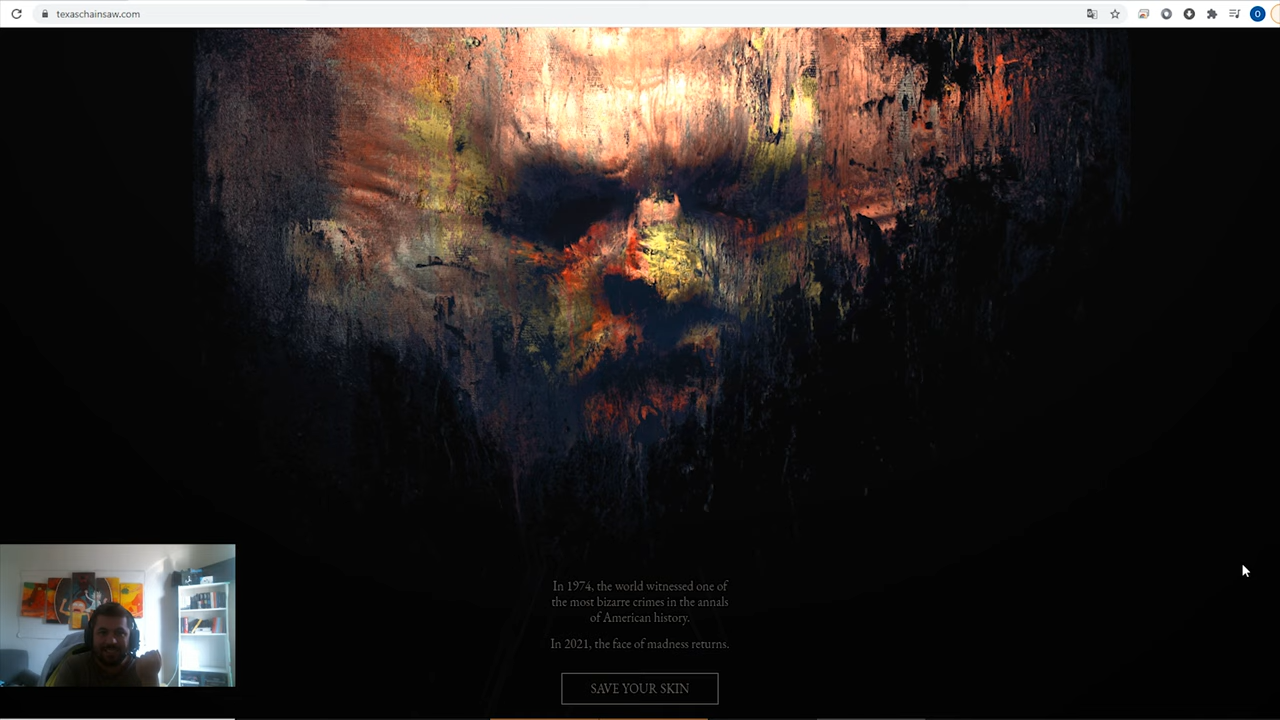 texaschainsaw.com
O
In 1974, the world witnessed one of
the most bizarre crimes in the annals
of American history.
In 2021, the face of madness returns.
SAVE YOUR SKIN